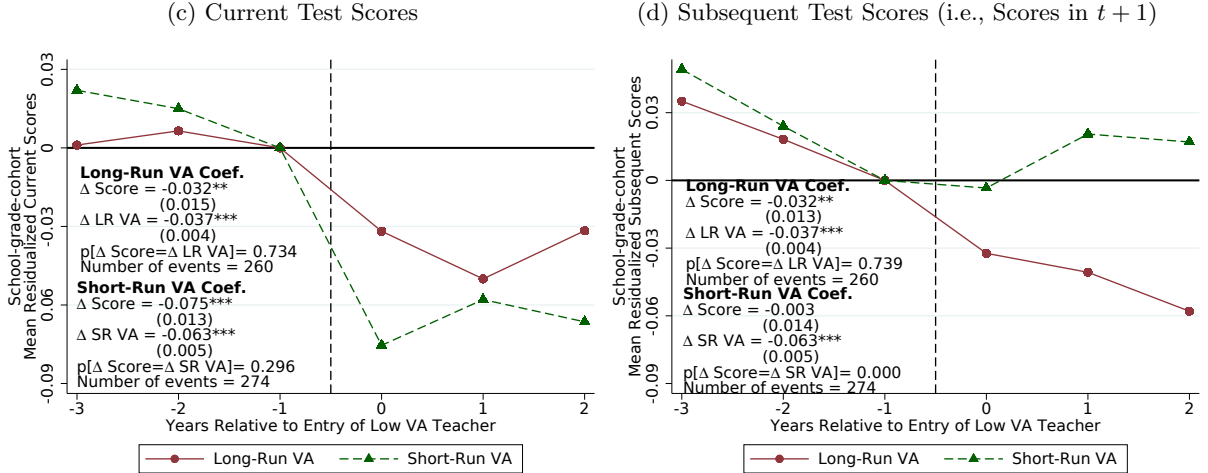 (c) Current Test Scores
School-grade-cohort
Mean Residualized Current Scores
0.03
0
-0.03
-0.06
-0.09
Long-Run VA Coef.
Δ Score = -0.032**
(0.015)
Δ LR VA = -0.037***
(0.004)
p[Δ Score=Δ LR VA]= 0.734
Number of events = 260
Short-Run VA Coef.
Δ Score = -0.075***
(0.013)
Δ SR VA = -0.063***
(0.005)
p[Δ Score=Δ SR VA]= 0.296
Number of events = 274
-3 -2 -1 0 1 2
Years Relative to Entry of Low VA Teacher
Long-Run VA Short-Run VA
(d) Subsequent Test Scores (i.e., Scores in t + 1)
School-grade-cohort
Mean Residualized Subsequent Scores
0.03
0
-0.03
-0.06
-0.09
Long-Run VA Coef.
Δ Score = -0.032**
(0.013)
Δ LR VA = -0.037***
(0.004)
p[Δ Score=Δ LR VA]= 0.739
Number of events = 260
Short-Run VA Coef.
Δ Score = -0.003
(0.014)
Δ SR VA = -0.063***
(0.005)
p[Δ Score=Δ SR VA]= 0.000
Number of events = 274
-3 -2 -1 0 1 2
Years Relative to Entry of Low VA Teacher
Long-Run VA Short-Run VA